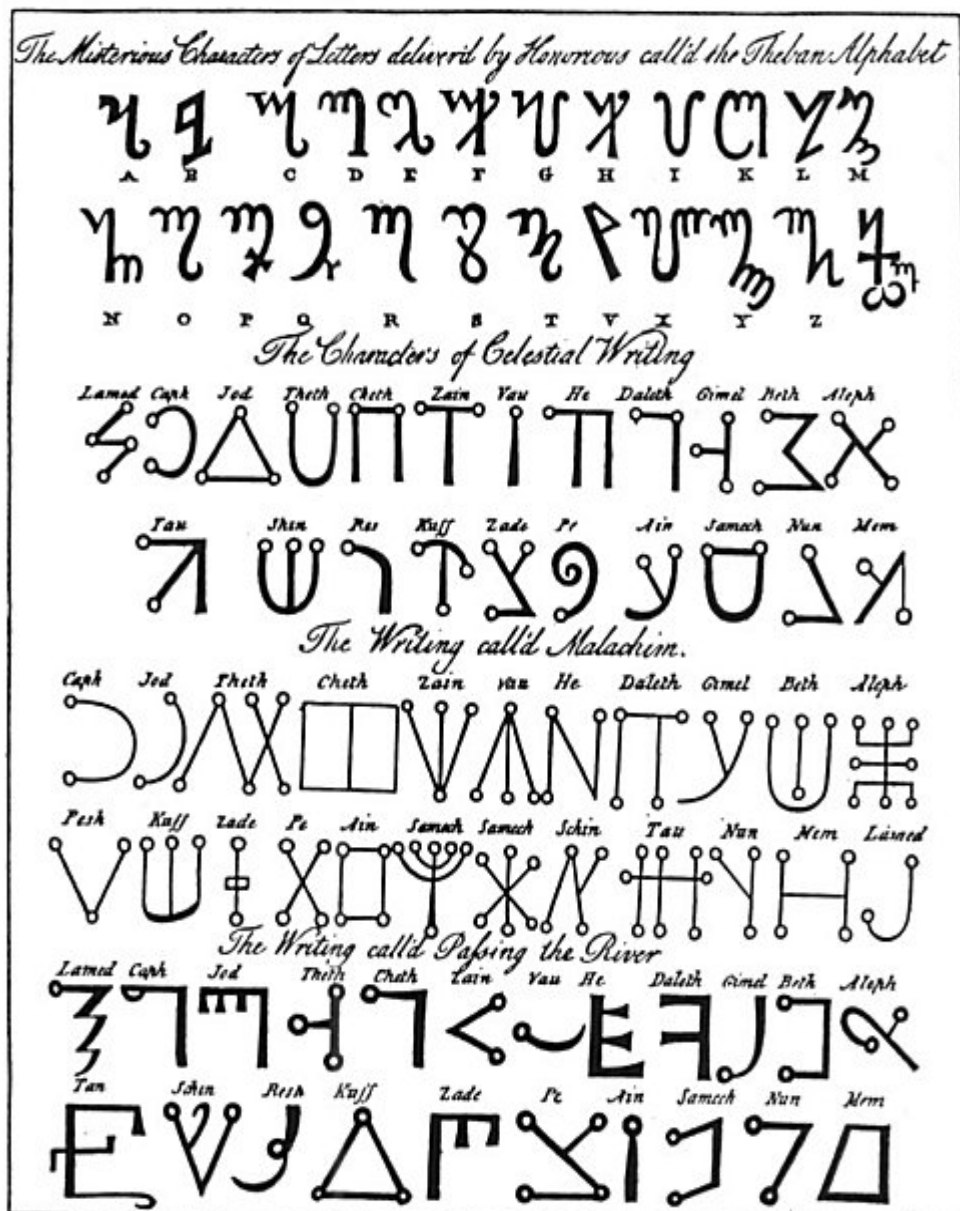 The Misterious Characters of Letters deliver'd by Honorious call'd the Theban Alphabet
A B C D E F G H I K L M
N O P Q R S T V X Y Z
The Characters of Celestial Writing
Lamed Caph Jod Theth Cheth Zain Vau He Daleth Gimel Beth Aleph
Tau Shin Res Kuff Zade Pe Ain Samech Nun Mem
The Writing call'd Malachim.
Caph Jod Theth Cheth Zain Vau He Daleth Gimel Beth Aleph
Pesh Kuff Zade Pe Ain Samech Samech Schin Tau Nun Mem Lamed
The Writing call'd Passing the River
Lamed Caph Jod Theth Cheth Zain Vau He Daleth Gimel Beth Aleph
Tau Schin Resh Kuff Zade Pe Ain Samech Nun Mem